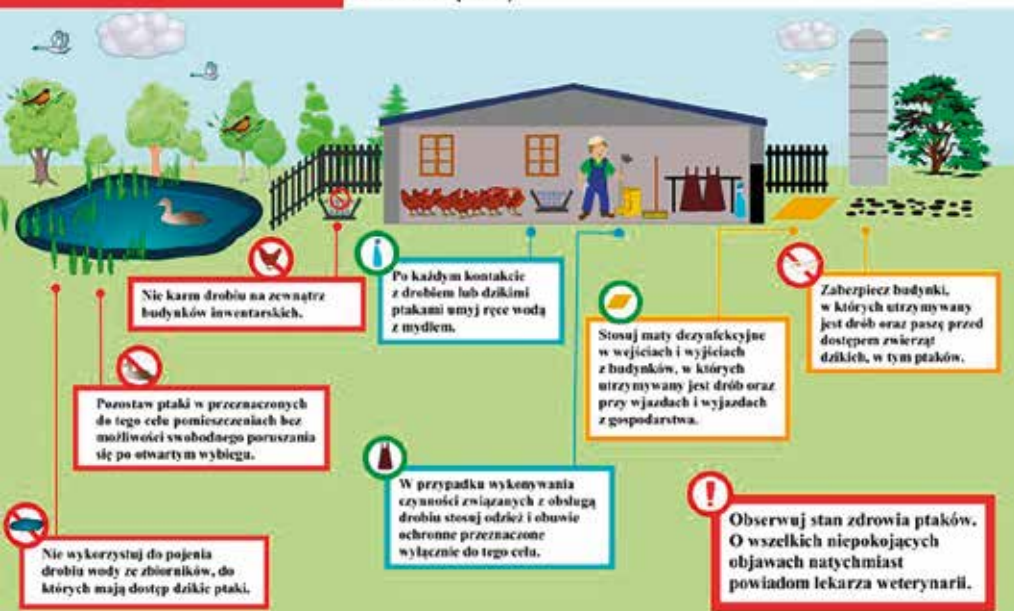 Nie karm drobiu na zewnątrz
budynków inwentarskich.
Po każdym kontakcie
z drobiem lub dzikimi
ptakami umyj ręce wodą
z mydłem.
Stosuj maty dezynfekcyjne
w wejściach i wyjściach
z budynków, w których
utrzymywany jest drób oraz
przy wjazdach i wyjazdach
z gospodarstwa.
Zabezpiecz budynki,
w których utrzymywany
jest drób oraz paszę przed
dostępem zwierząt
dzikich, w tym ptaków.
Pozostaw ptaki w przeznaczonych
do tego celu pomieszczeniach bez
możliwości swobodnego poruszania
się po otwartym wybiegu.
W przypadku wykonywania
czynności związanych z obsługą
drobiu stosuj odzież i obuwie
ochronne przeznaczone
wyłącznie do tego celu.
Nie wykorzystuj do pojenia
drobiu wody ze zbiorników, do
których mają dostęp dzikie ptaki.
Obserwuj stan zdrowia ptaków.
O wszelkich niepokojących
objawach natychmiast
powiadom lekarza weterynarii.